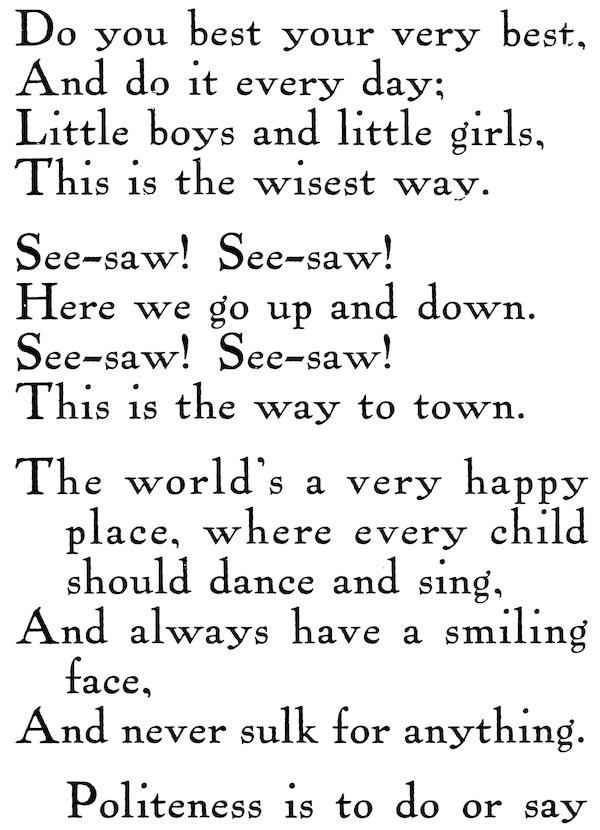 Do you best your very best,
And do it every day;
Little boys and little girls,
This is the wisest way.
See-saw! See-saw!
Here we go up and down.
See-saw! See-saw!
This is the way to town.
The world's a very happy
place, where every child
should dance and sing,
And always have a smiling
face,
And never sulk for anything.
Politeness is to do or say